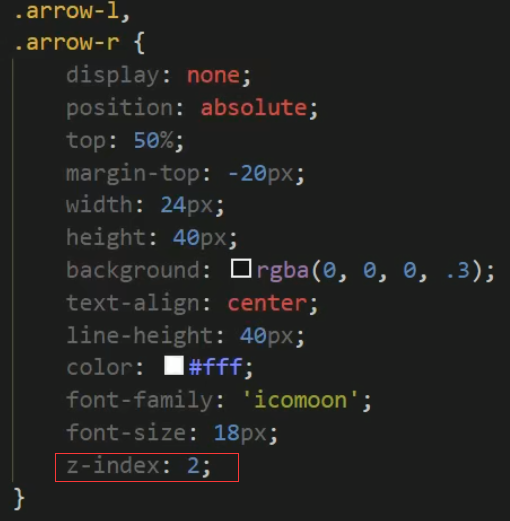 .arrow-l,
.arrow-r {
display: none;
position: absolute;
top: 50%;
margin-top: -20px;
width: 24px;
height: 40px;
background: rgba(0, 0, 0, .3);
text-align: center;
line-height: 40px;
color: #fff;
font-family: 'icomoon';
font-size: 18px;
z-index: 2;
}